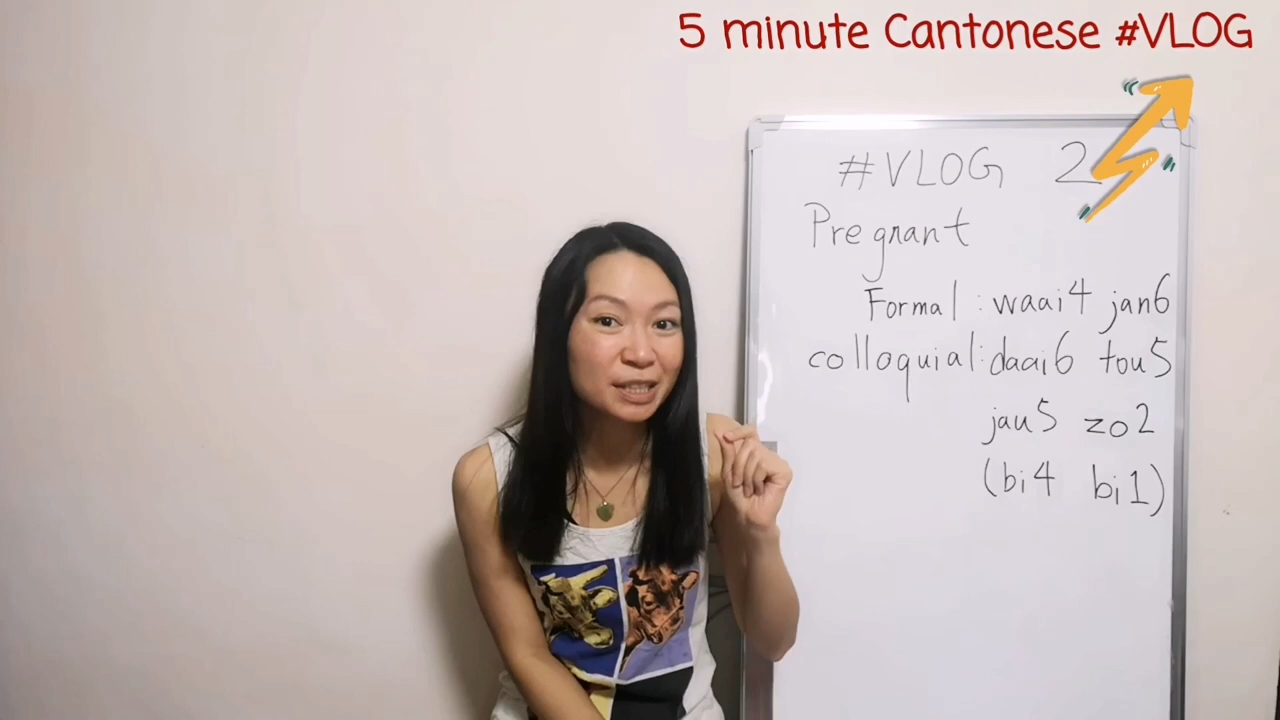 5 minute Cantonese #VLOG
#VLOG 2
Pregnant
Formal : waai4 jan6
colloquial: daai6 tou5
jau5 zo2
(bi4 bi1)